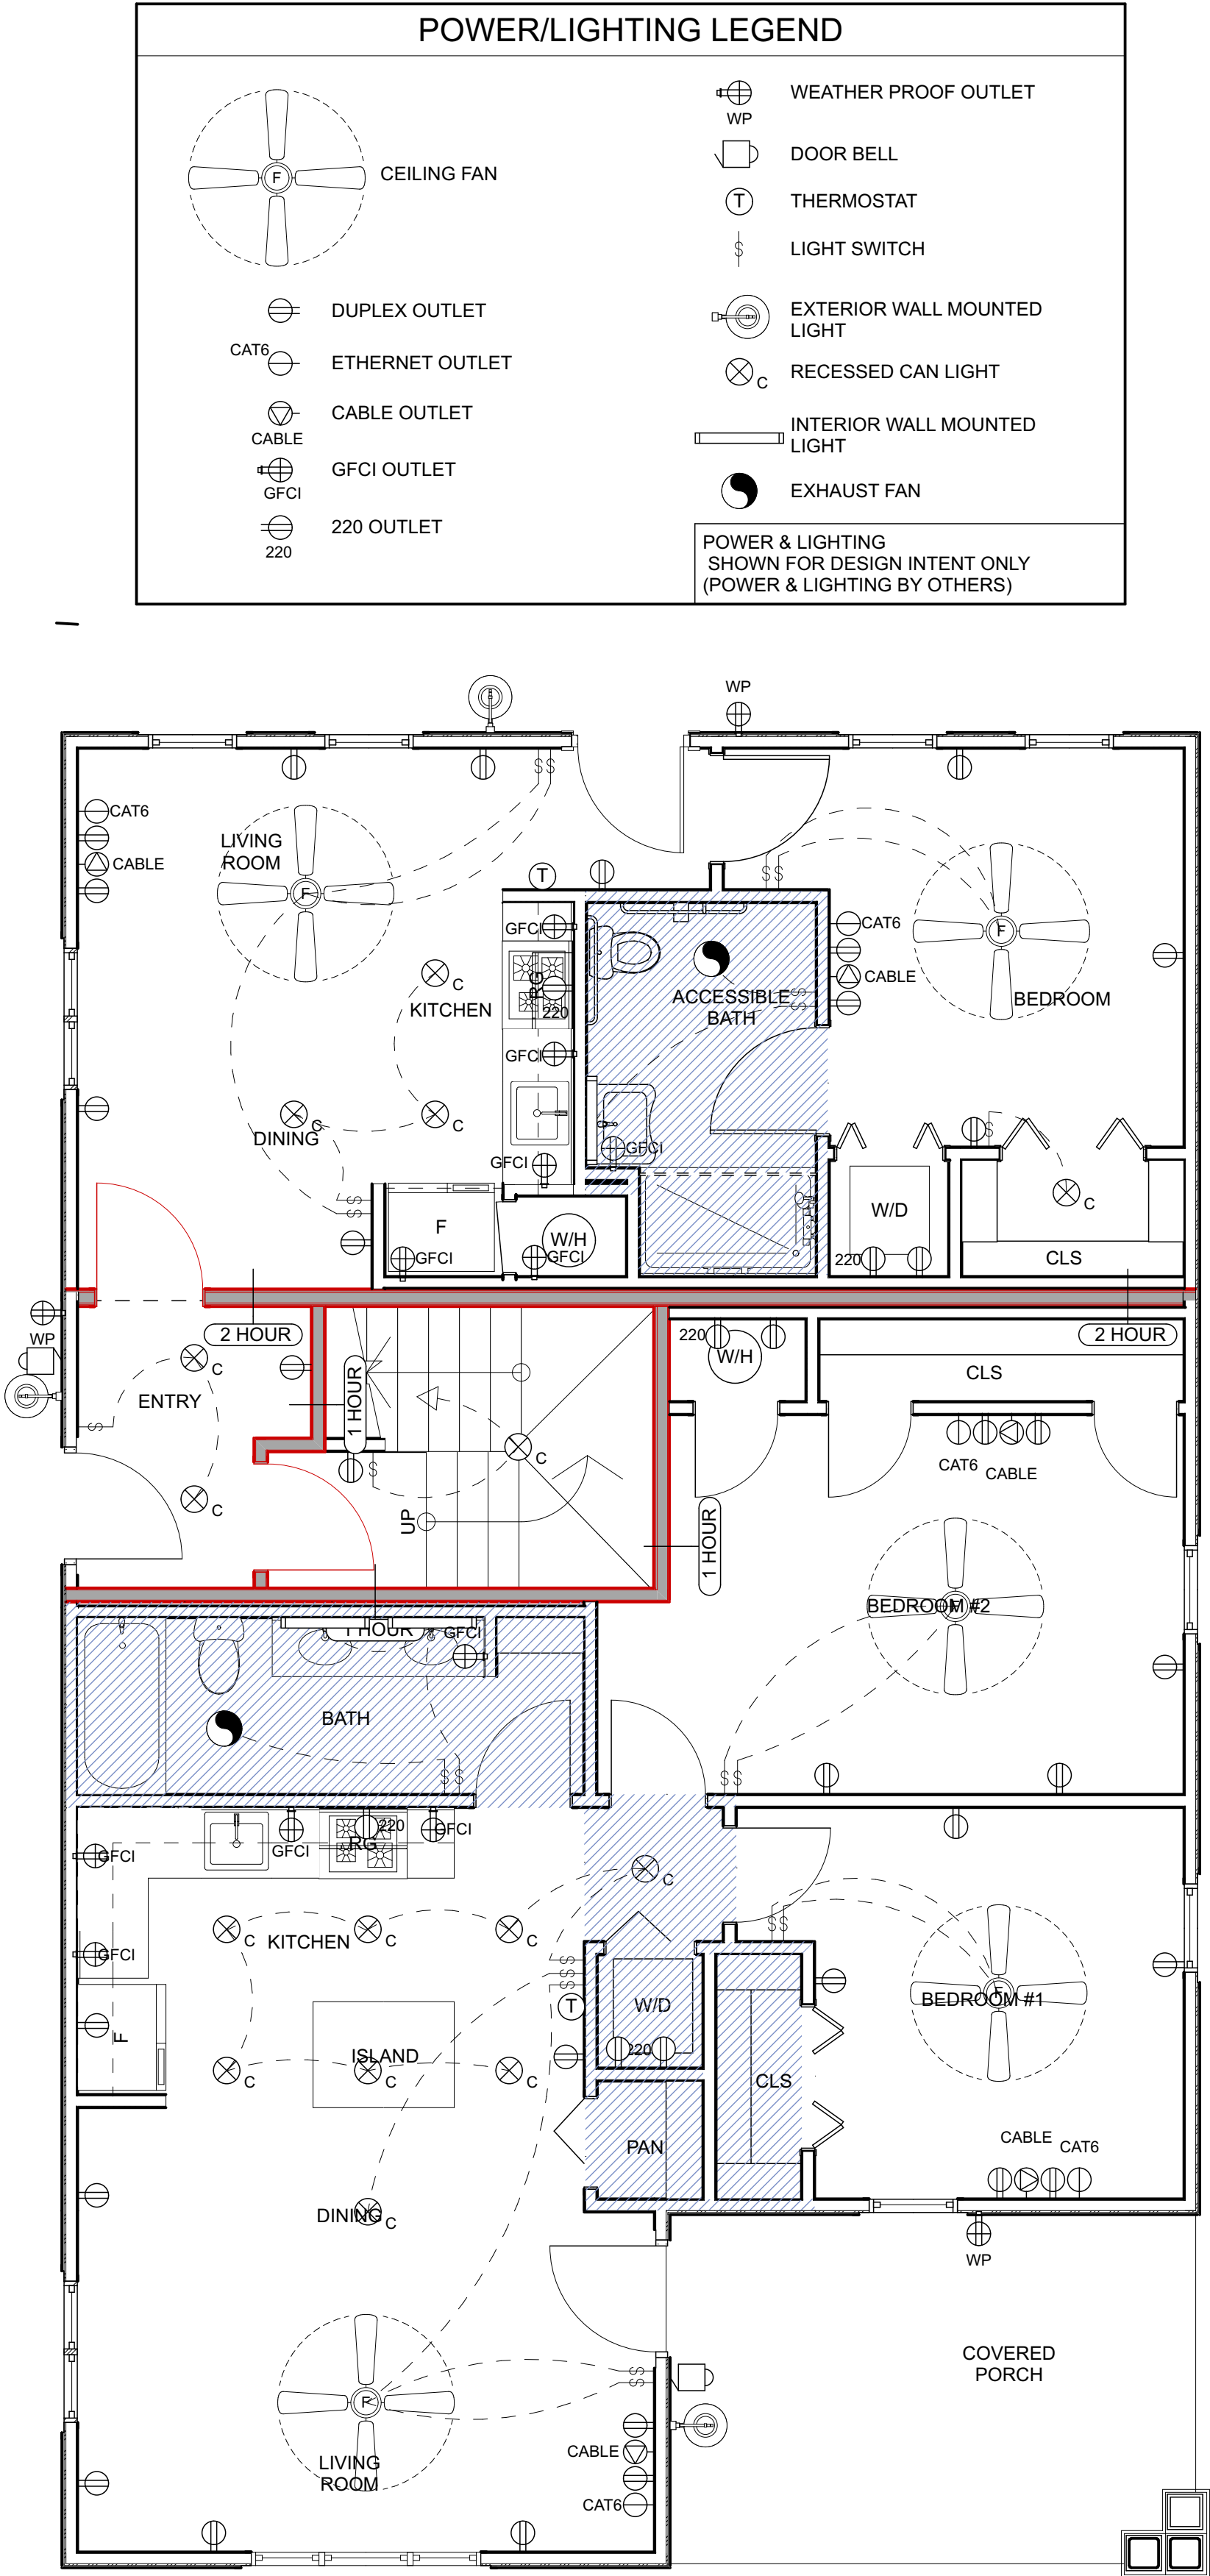 POWER/LIGHTING LEGEND
F
CEILING FAN
DUPLEX OUTLET
CAT6
ETHERNET OUTLET
CABLE OUTLET
CABLE
GFCI OUTLET
GFCI
220 OUTLET
220
WEATHER PROOF OUTLET
WP
DOOR BELL
T
THERMOSTAT
$
LIGHT SWITCH
EXTERIOR WALL MOUNTED
LIGHT
C
RECESSED CAN LIGHT
INTERIOR WALL MOUNTED
LIGHT
EXHAUST FAN
POWER & LIGHTING
SHOWN FOR DESIGN INTENT ONLY
(POWER & LIGHTING BY OTHERS)
WP
$$
CAT6
LIVING
ROOM
CABLE
F
T
$$
GFCI
CAT6
F
CABLE
C
KITCHEN
RG
220
ACCESSIBLE
BATH
$
$
BEDROOM
GFCI
C
C
DINING
GFCI
GFCI
$
$
$
F
GFCI
W/H
GFCI
W/D
220
C
CLS
WP
2 HOUR
2 HOUR
C
ENTRY
$
1 HOUR
220
W/H
CLS
C
$
C
UP
CAT6
CABLE
1 HOUR
BEDROOM #2
F
1 HOUR
GFCI
BATH
$$
$$
GFCI
GFCI
RG
220
GFCI
C
KITCHEN
C
C
C
GFCI
$
$
$
$$
T
F
W/D
220
BEDROOM #1
F
ISLAND
C
C
C
CLS
PAN
CABLE
CAT6
DINING
C
WP
COVERED
PORCH
$
$
F
LIVING
ROOM
CABLE
CAT6